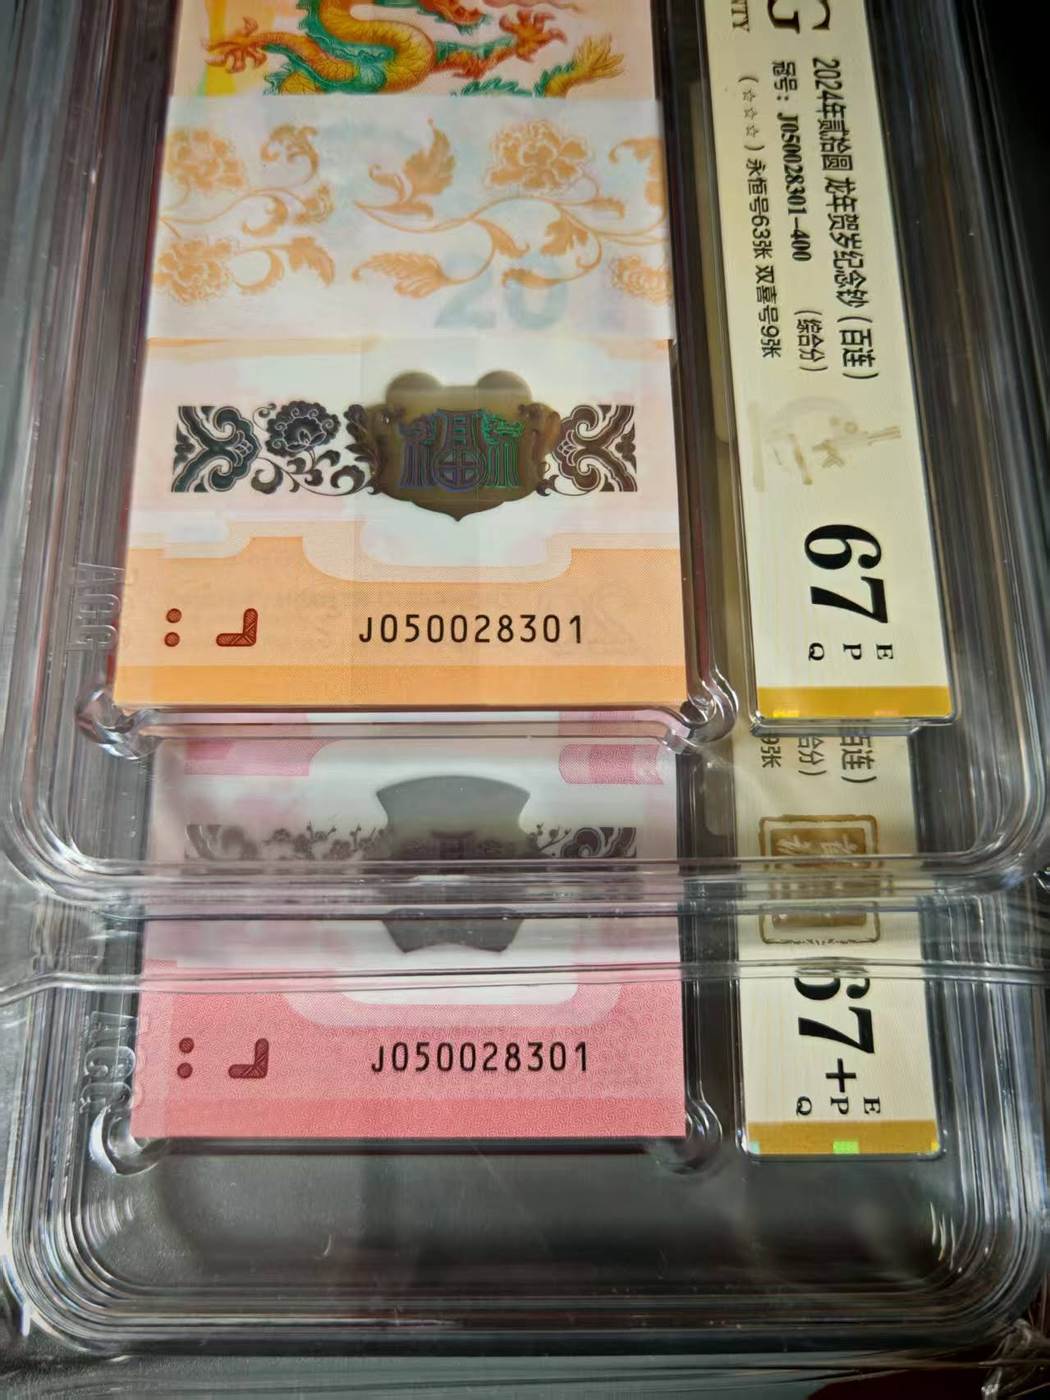 G
NTY
2024年贰拾圆 龙年贺岁纪念钞（百连）
冠号：J050028301-400 （综合分）
（☆☆☆）永恒号63张 双喜号9张
20
67
E
P
Q
J050028301
百连）
合分）
9张
67+
E
P
Q
J050028301